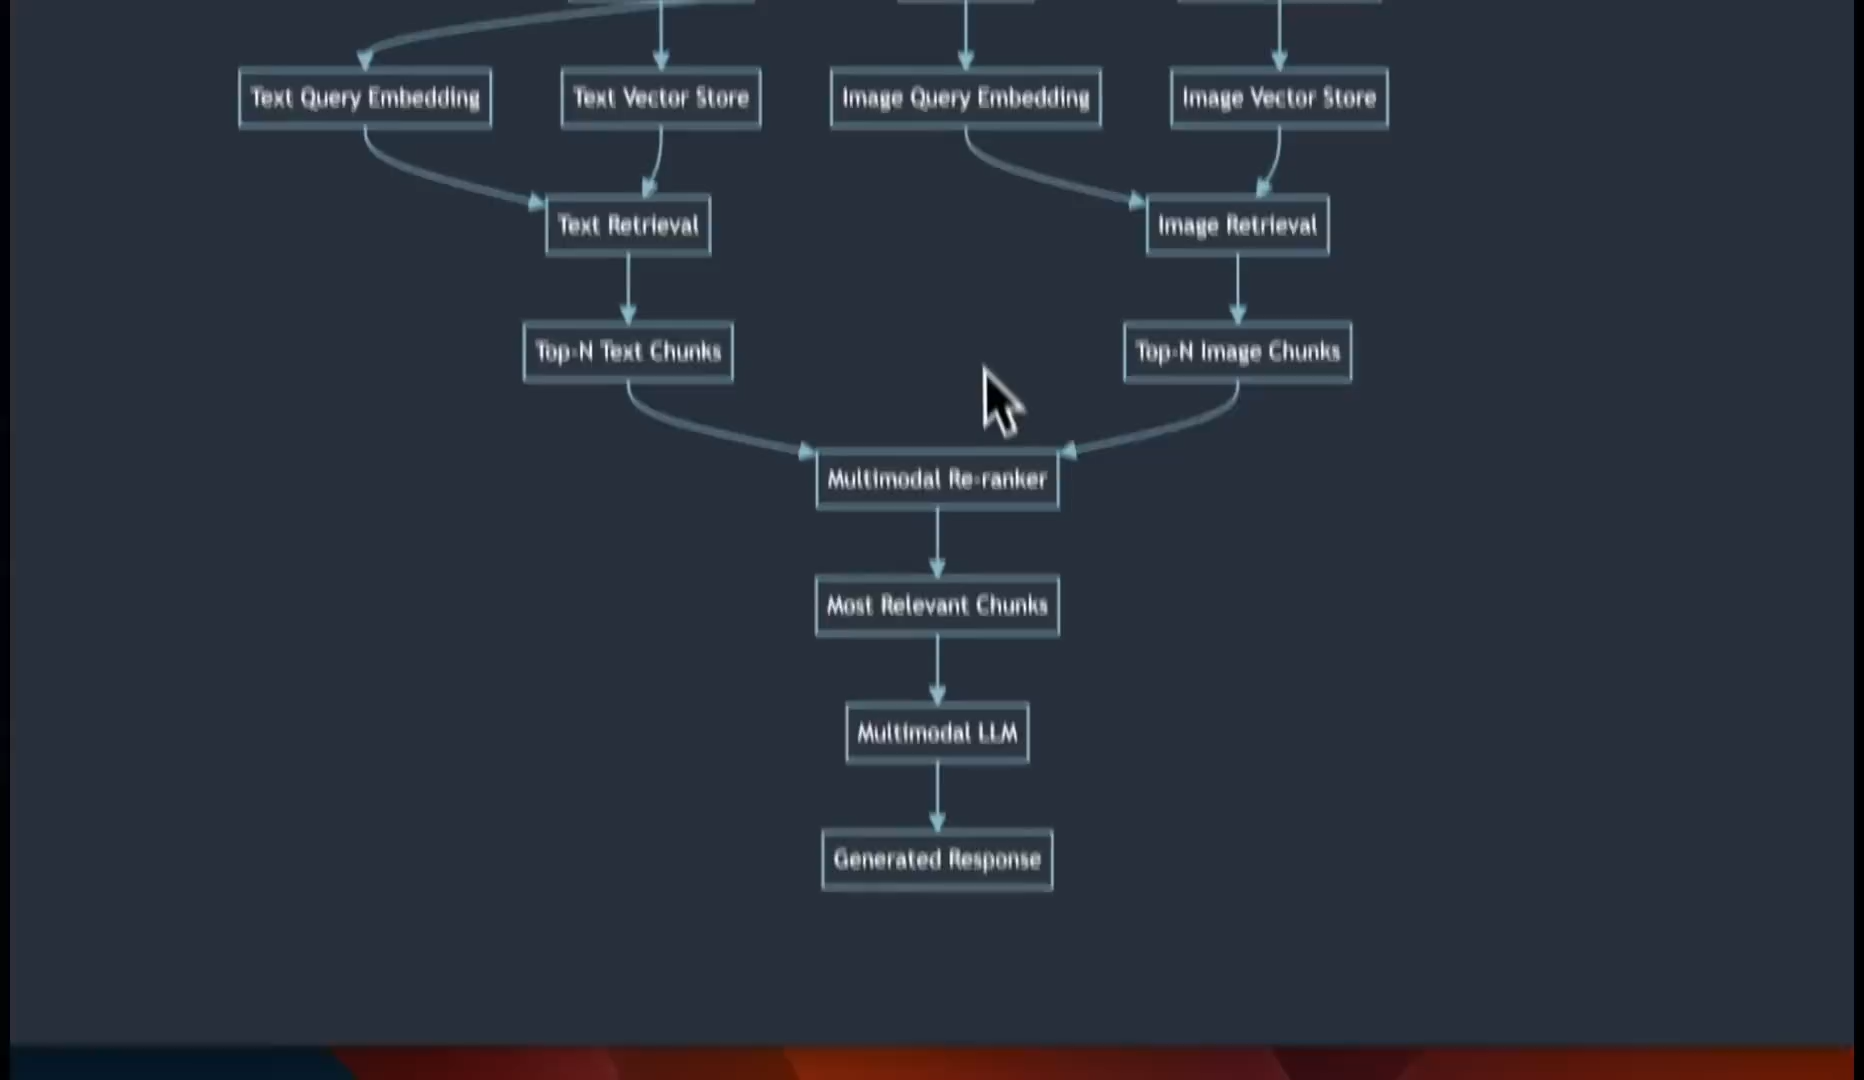 Text Query Embedding
Text Vector Store
Image Query Embedding
Image Vector Store
Text Retrieval
Image Retrieval
Top-N Text Chunks
Top-N Image Chunks
Multimodal Re-ranker
Most Relevant Chunks
Multimodal LLM
Generated Response